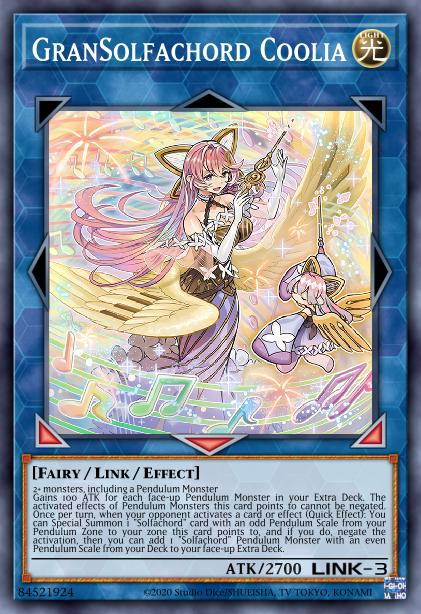 GranSolfachord Coolia
LIGHT
光
[Fairy / Link / Effect]
2+ monsters, including a Pendulum Monster
Gains 100 ATK for each face-up Pendulum Monster in your Extra Deck. The
activated effects of Pendulum Monsters this card points to cannot be negated.
Once per turn, when your opponent activates a card or effect (Quick Effect): You
can Special Summon 1 "Solfachord" card with an odd Pendulum Scale from your
Pendulum Zone to your zone this card points to, and if you do, negate the
activation, then you can add 1 "Solfachord" Pendulum Monster with an even
Pendulum Scale from your Deck to your face-up Extra Deck.
ATK/2700 LINK-3
84521924 ©2020 Studio Dice/SHUEISHA, TV TOKYO, KONAMI